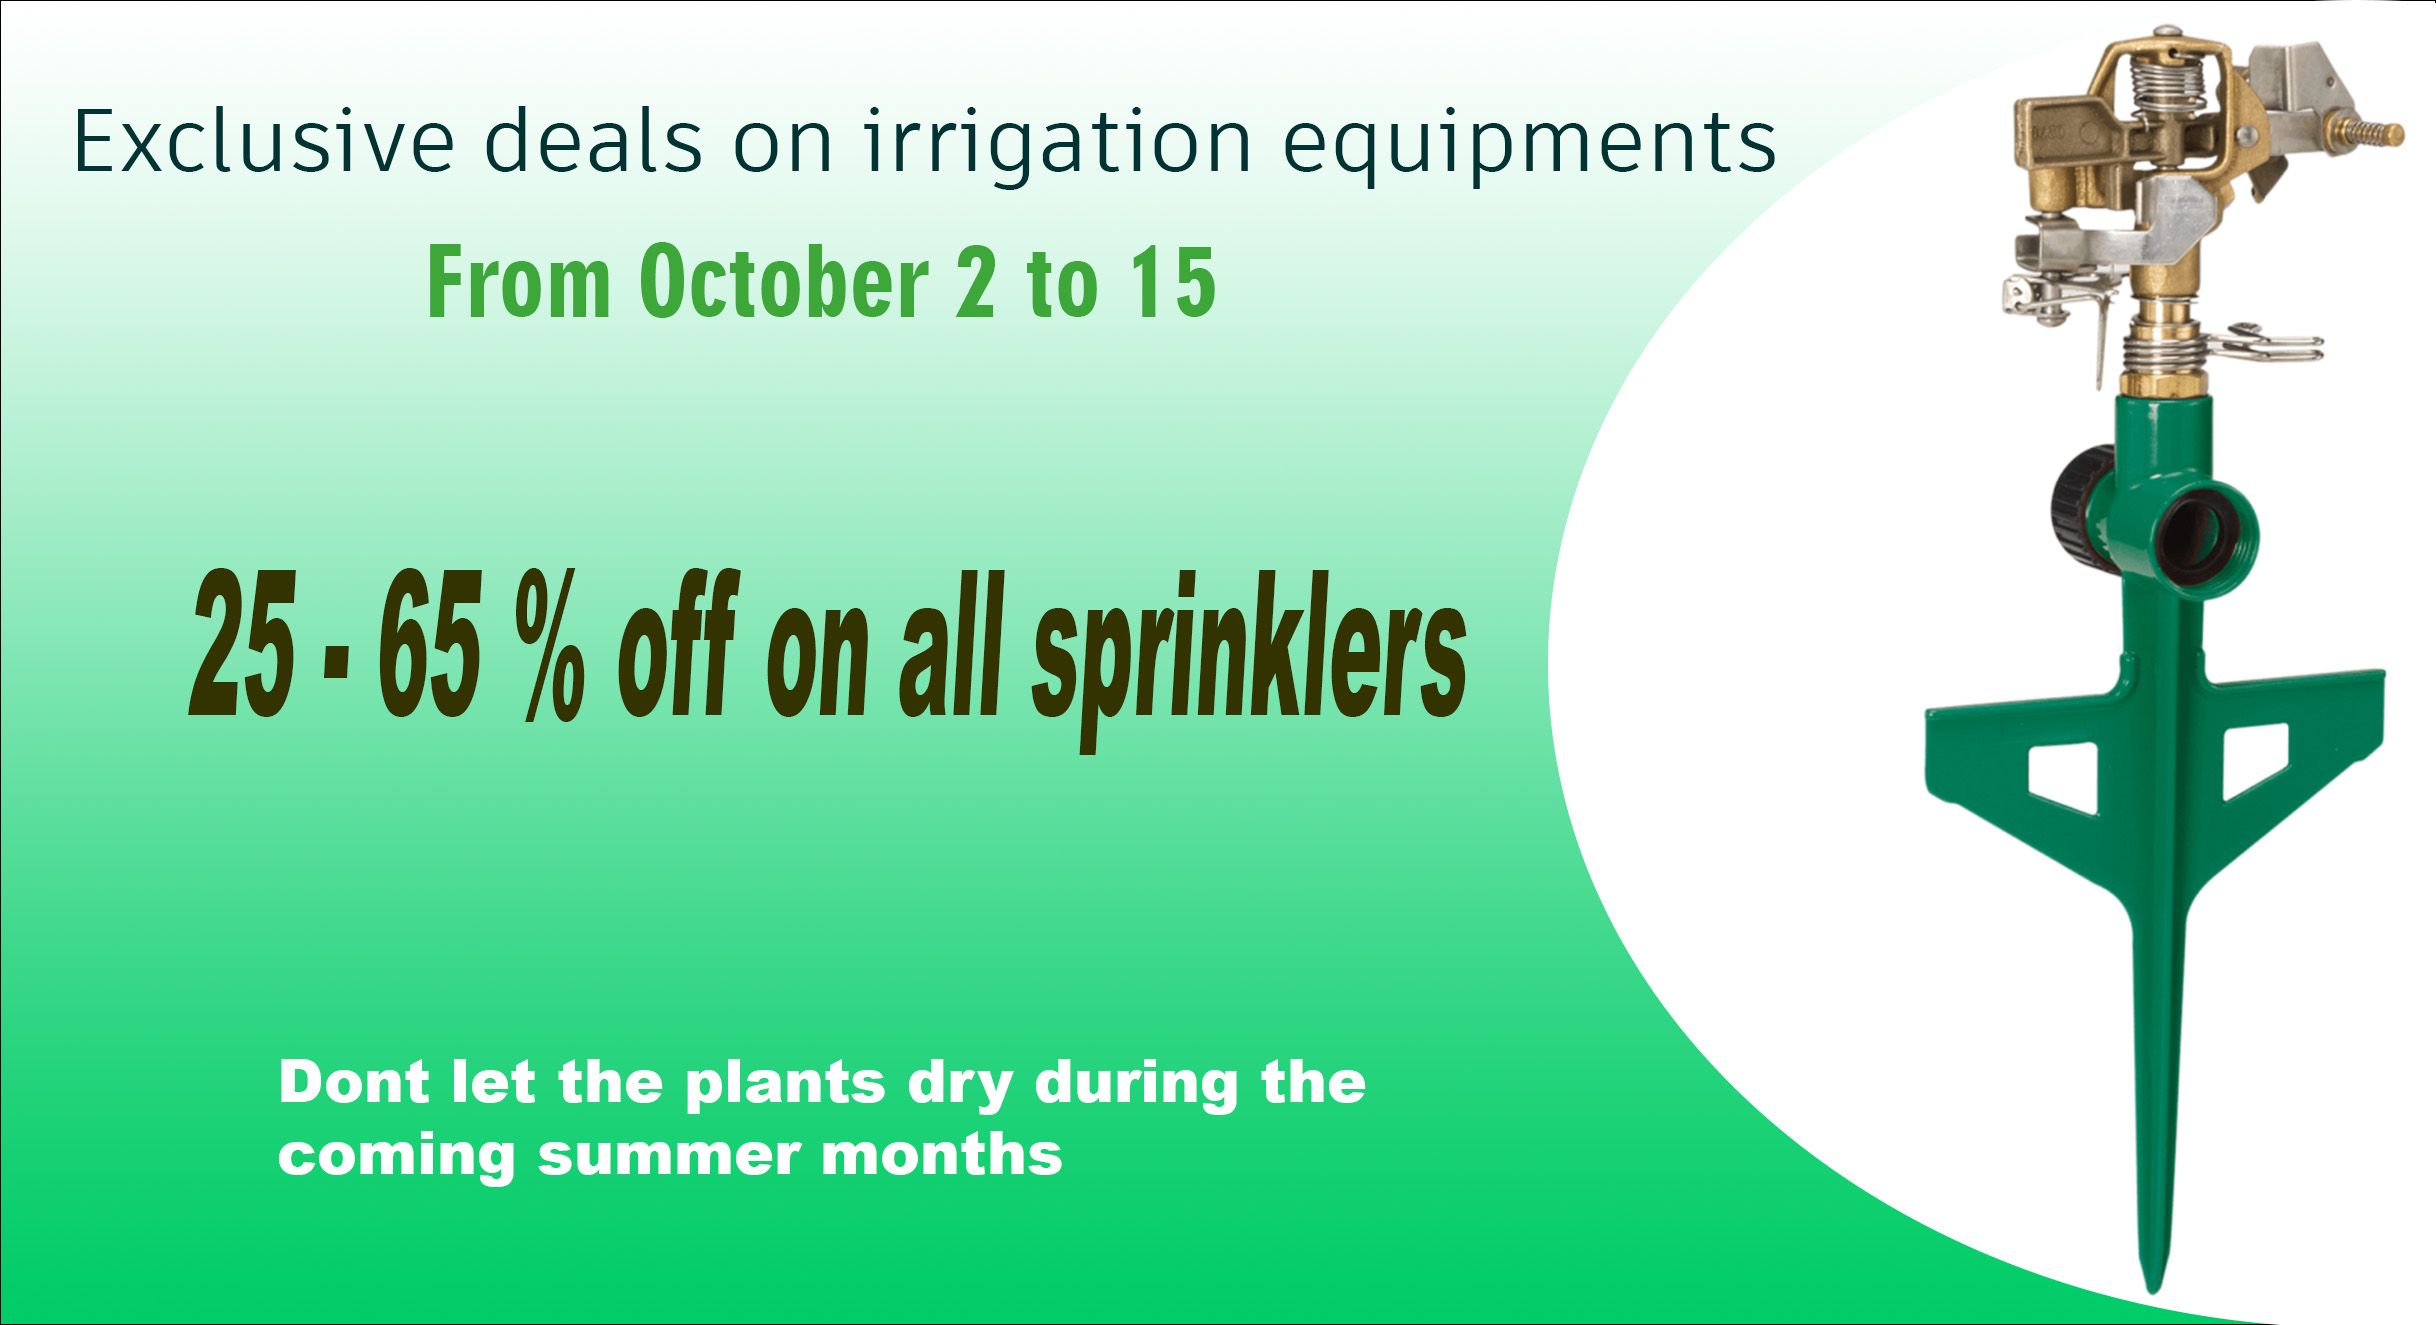 Exclusive deals on irrigation equipments
From October 2 to 15
25 - 65 % off on all sprinklers
Dont let the plants dry during the
coming summer months